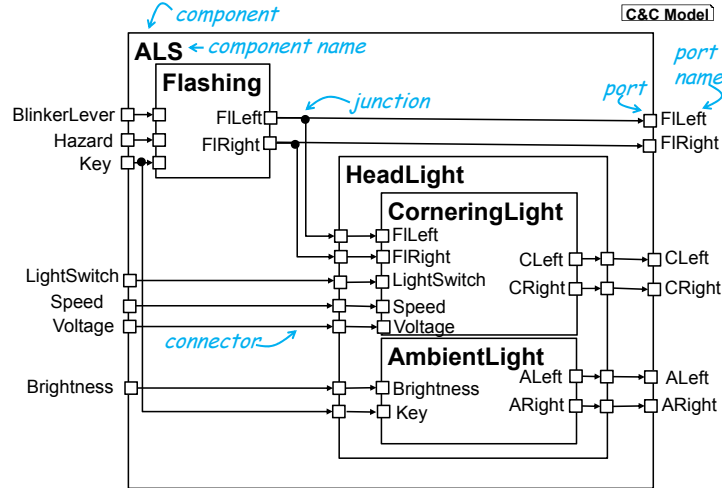 component
C&C Model
ALS
component name
port name
Flashing
port
BlinkerLever
FlLeft
junction
FlLeft
Hazard
FlRight
FlRight
Key
HeadLight
CorneringLight
FlLeft
FlRight
CLeft
CLeft
LightSwitch
LightSwitch
CRight
CRight
Speed
Speed
Voltage
Voltage
connector
AmbientLight
ALeft
ALeft
Brightness
Brightness
ARight
ARight
Key